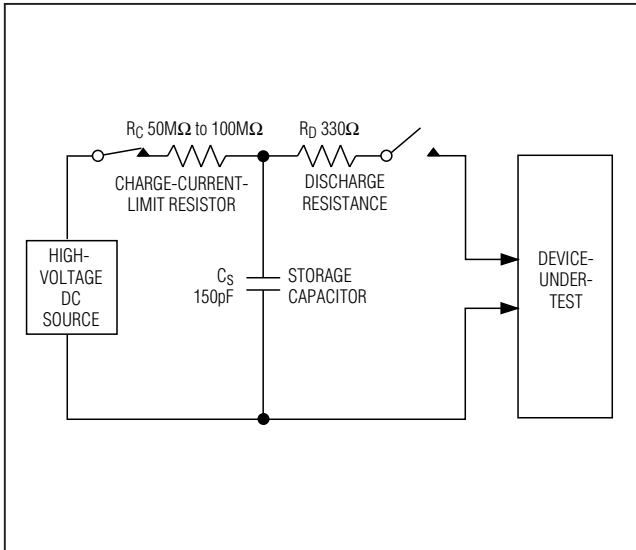 R_C 50MΩ to 100MΩ
CHARGE-CURRENT-
LIMIT RESISTOR
R_D 330Ω
DISCHARGE
RESISTANCE
HIGH-
VOLTAGE
DC
SOURCE
C_S
150pF
STORAGE
CAPACITOR
DEVICE-
UNDER-
TEST